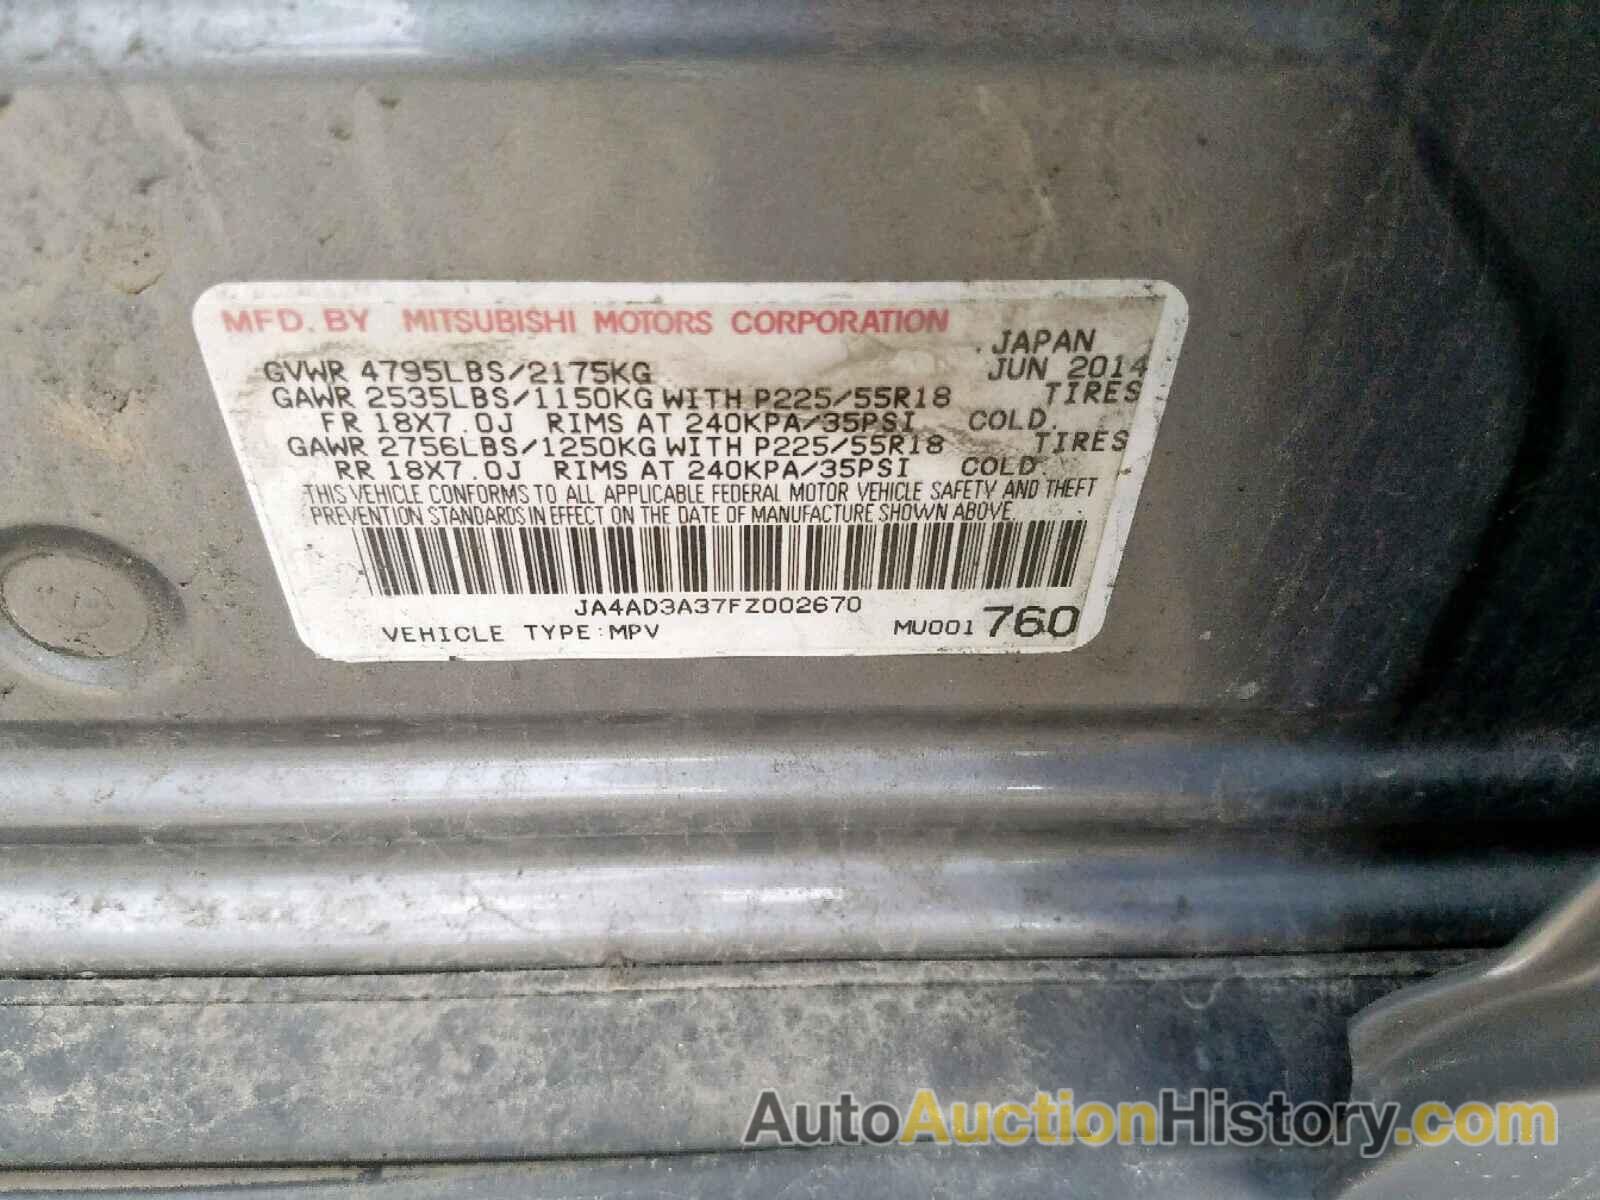 MFD. BY MITSUBISHI MOTORS CORPORATION
JAPAN
GVWR 4795LBS/2175KG JUN 2014
GAWR 2535LBS/1150KG WITH P225/55R18 TIRES
FR 18X7.0J RIMS AT 240KPA/35PSI COLD.
GAWR 2756LBS/1250KG WITH P225/55R18 TIRES
RR 18X7.0J RIMS AT 240KPA/35PSI COLD.
THIS VEHICLE CONFORMS TO ALL APPLICABLE FEDERAL MOTOR VEHICLE SAFETY AND THEFT
PREVENTION STANDARDS IN EFFECT ON THE DATE OF MANUFACTURE SHOWN ABOVE.
JA4AD3A37FZ002670
VEHICLE TYPE:MPV MU001760
AutoAuctionHistory.com